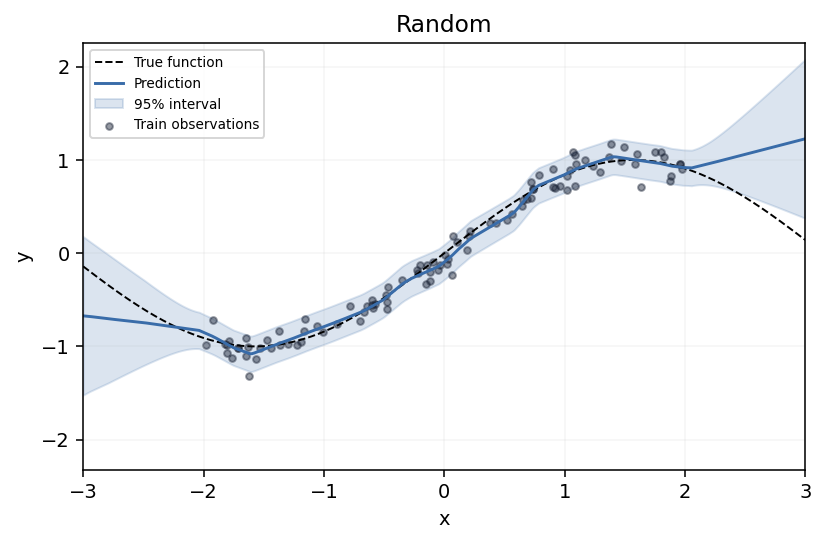 Random
True function
Prediction
95% interval
Train observations
y
2
1
0
−1
−2
−3 −2 −1 0 1 2 3
x